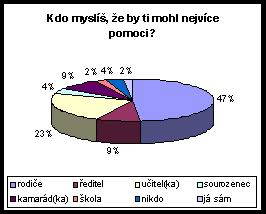 Kdo myslíš, že by ti mohl nejvíce
pomoci?
9% 2% 4% 2%
4%
47%
23%
9%
rodiče ředitel učitel(ka) sourozenec
kamarád(ka) škola nikdo já sám